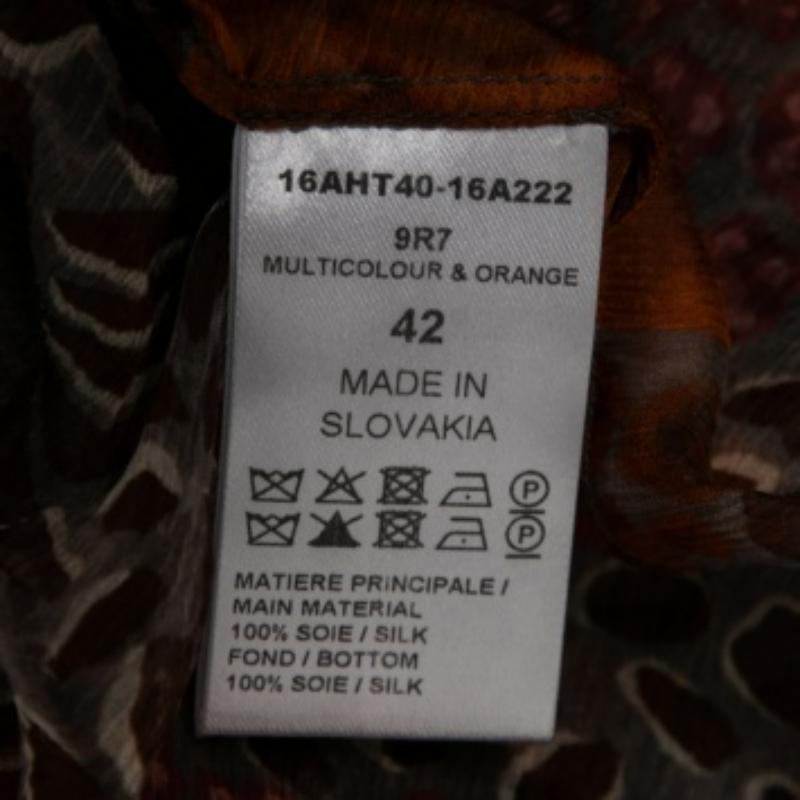 16AHT40-16A222
9R7
MULTICOLOUR & ORANGE
42
MADE IN
SLOVAKIA
P
P
MATIERE PRINCIPALE /
MAIN MATERIAL
100% SOIE / SILK
FOND / BOTTOM
100% SOIE / SILK